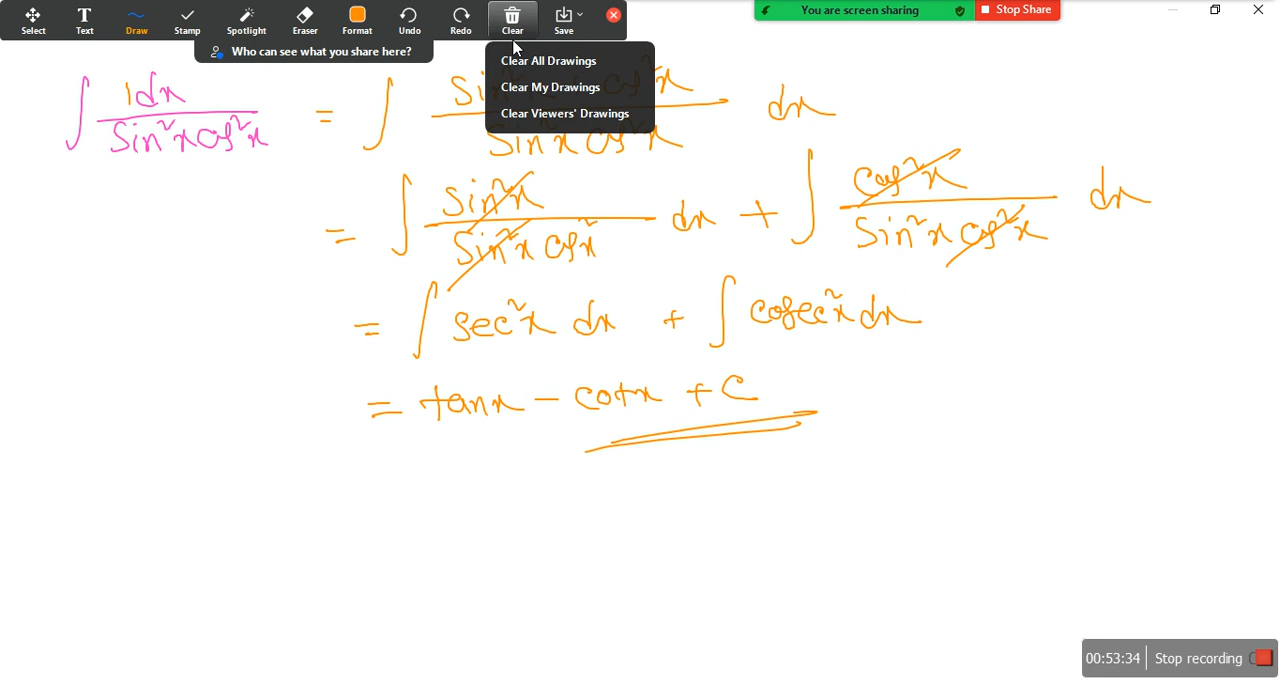 Select Text Draw Stamp Spotlight Eraser Format Undo Redo Clear Save
You are screen sharing Stop Share
Who can see what you share here?
Clear All Drawings
Clear My Drawings
Clear Viewers' Drawings
∫ 1dx / Sin²x cos²x = ∫ Sin²x cos²x / Sin²x cos²x dx
= ∫ Sin²x / Sin²x cos²x dx + ∫ cos²x / Sin²x cos²x dx
= ∫ sec²x dx + ∫ cosec²x dx
= tanx - cotx + c
00:53:34 Stop recording